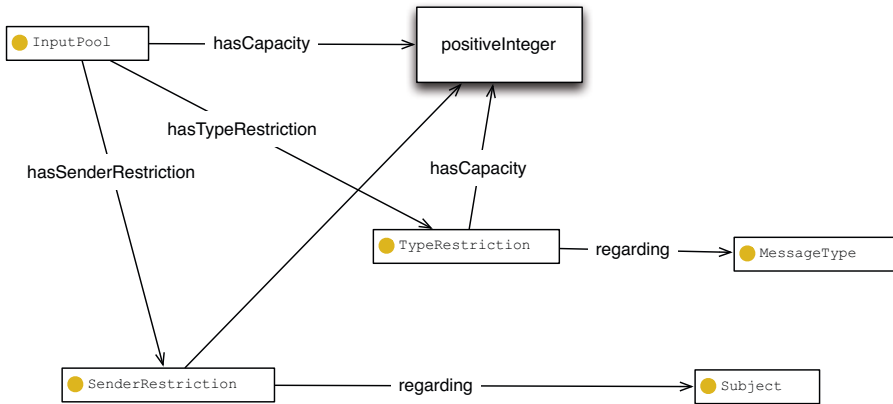 InputPool
hasCapacity
positiveInteger
hasTypeRestriction
hasSenderRestriction
hasCapacity
TypeRestriction
regarding
MessageType
SenderRestriction
regarding
Subject